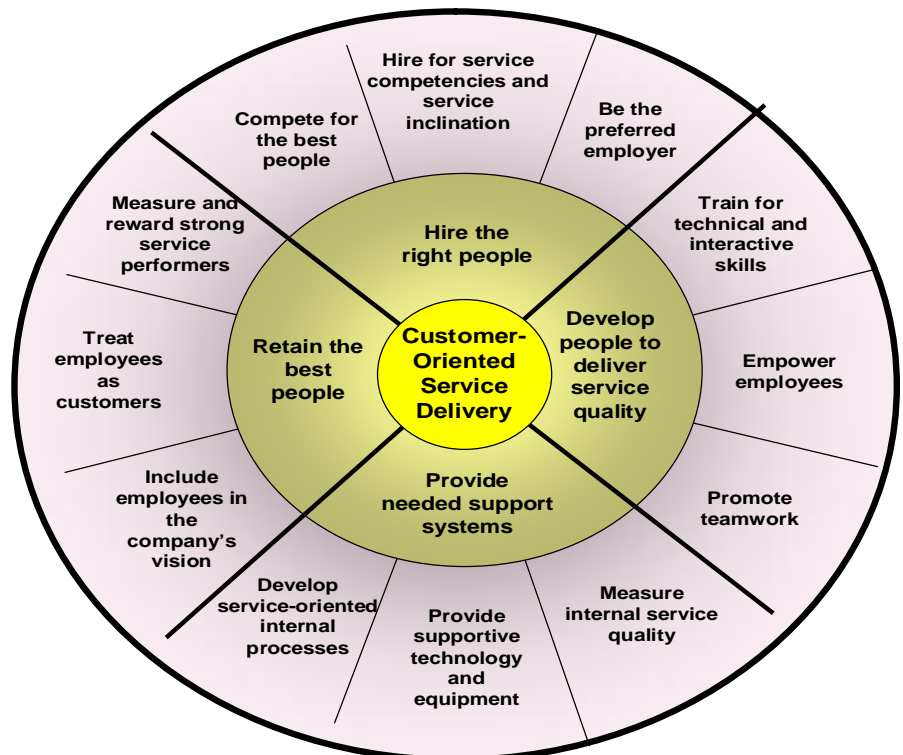 Hire for service
competencies and
service
inclination
Be the
preferred
employer
Compete for
the best
people
Measure and
reward strong
service
performers
Train for
technical and
interactive
skills
Hire the
right people
Treat
employees
as
customers
Retain the
best
people
Customer-
Oriented
Service
Delivery
Develop
people to
deliver
service
quality
Empower
employees
Include
employees in
the
company’s
vision
Provide
needed support
systems
Promote
teamwork
Develop
service-oriented
internal
processes
Provide
supportive
technology
and
equipment
Measure
internal service
quality